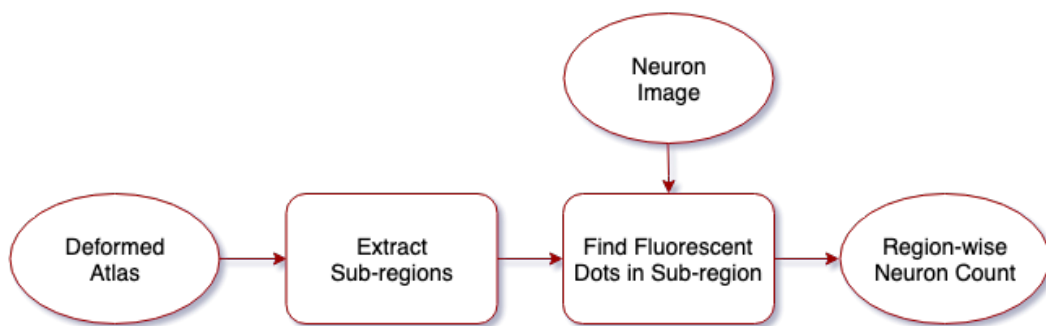 Neuron
Image
Deformed
Atlas
Extract
Sub-regions
Find Fluorescent
Dots in Sub-region
Region-wise
Neuron Count